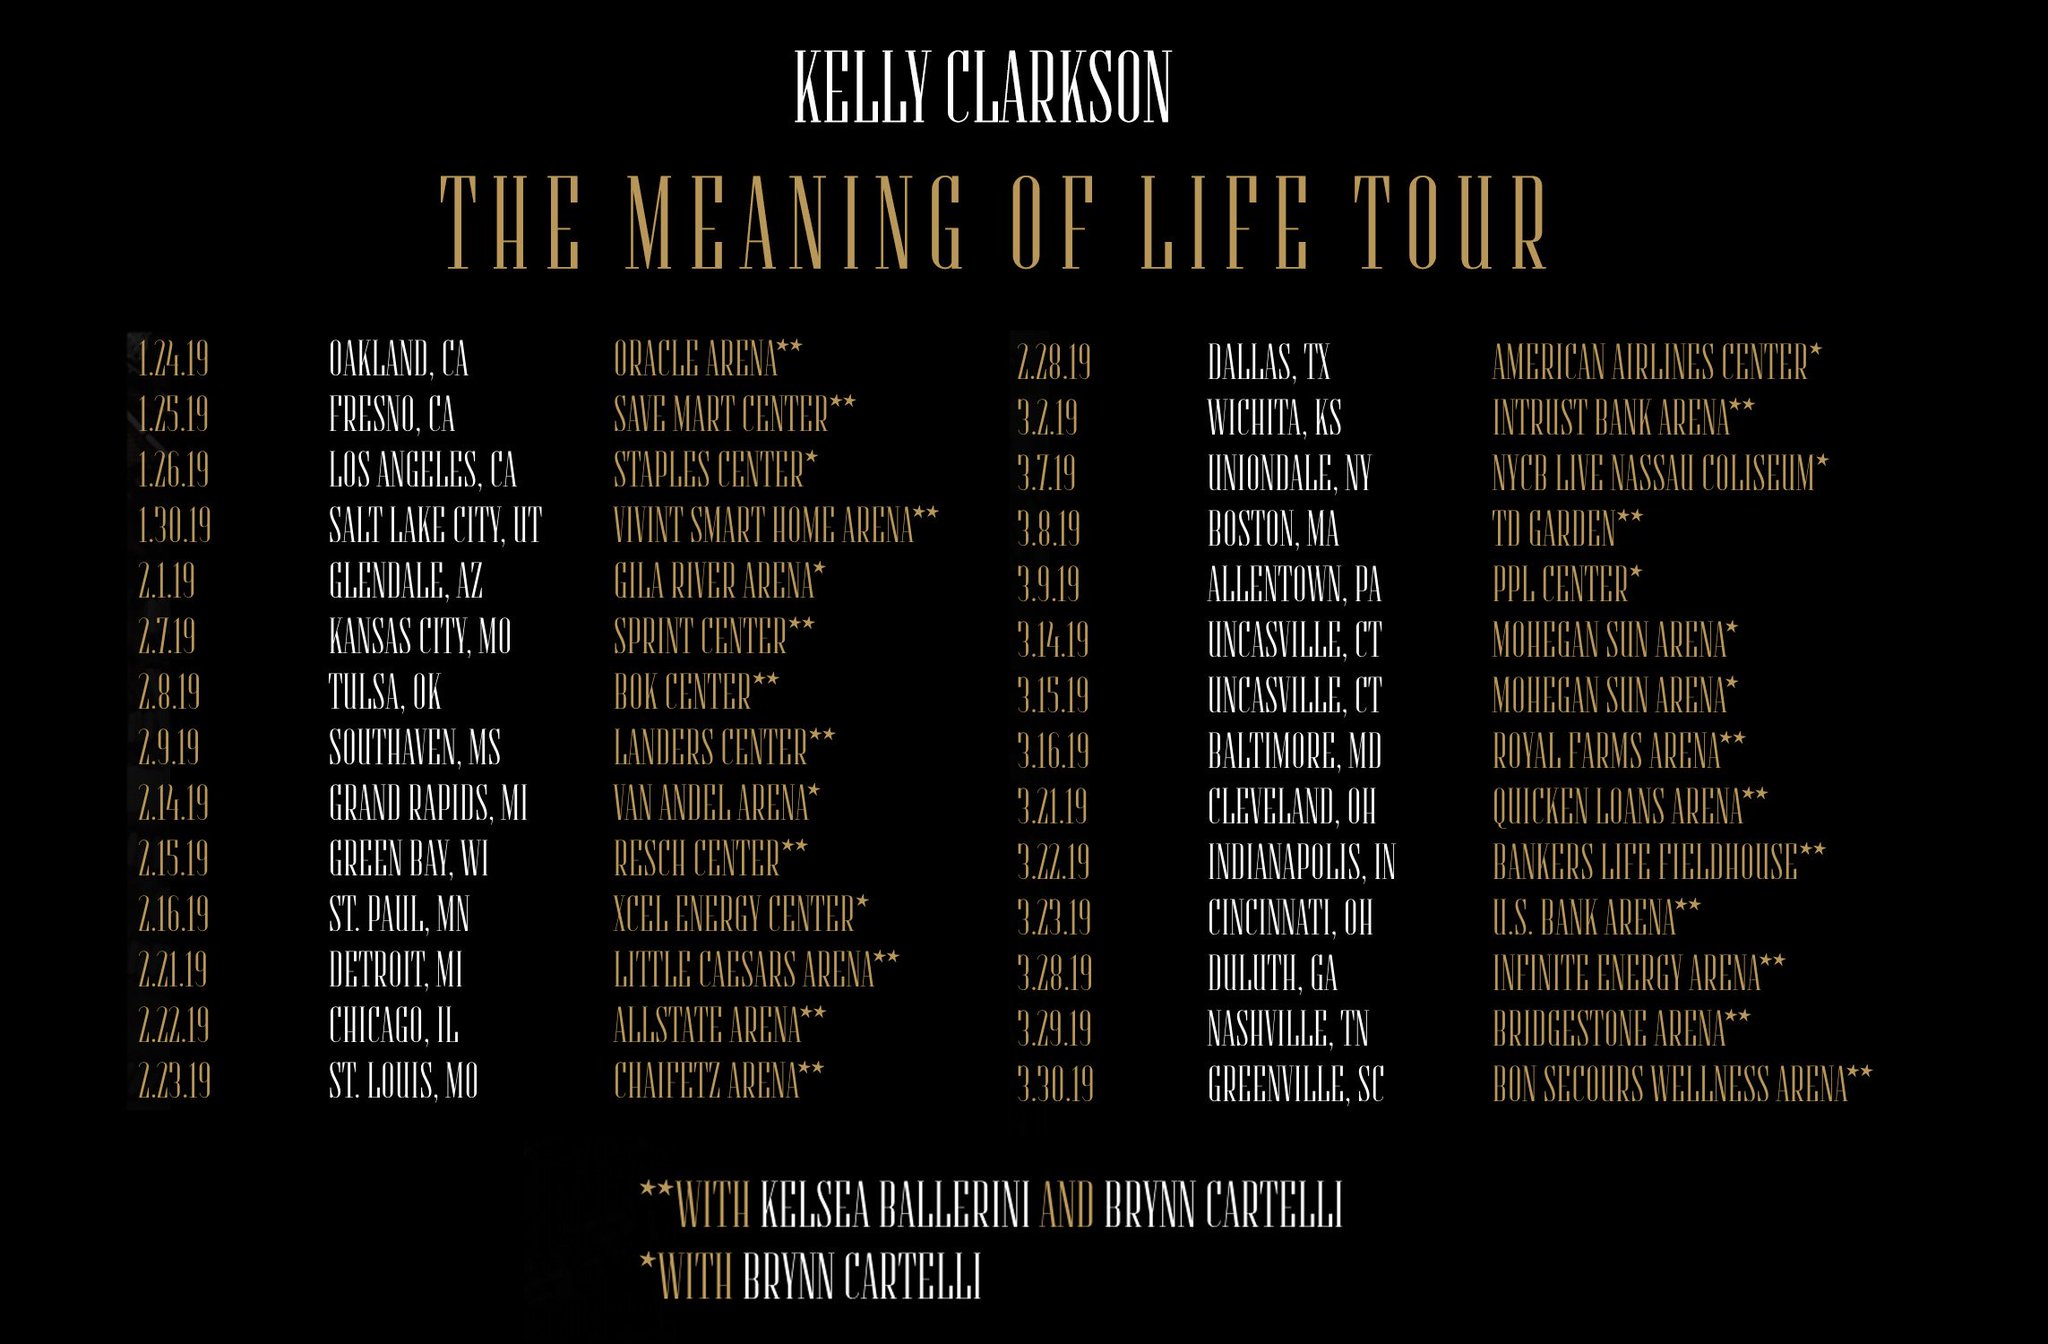 KELLY CLARKSON
THE MEANING OF LIFE TOUR
1.24.19 OAKLAND, CA ORACLE ARENA**
1.25.19 FRESNO, CA SAVE MART CENTER**
1.26.19 LOS ANGELES, CA STAPLES CENTER*
1.30.19 SALT LAKE CITY, UT VIVINT SMART HOME ARENA**
2.1.19 GLENDALE, AZ GILA RIVER ARENA*
2.7.19 KANSAS CITY, MO SPRINT CENTER**
2.8.19 TULSA, OK BOK CENTER**
2.9.19 SOUTHAVEN, MS LANDERS CENTER**
2.14.19 GRAND RAPIDS, MI VAN ANDEL ARENA*
2.15.19 GREEN BAY, WI RESCH CENTER**
2.16.19 ST. PAUL, MN XCEL ENERGY CENTER*
2.21.19 DETROIT, MI LITTLE CAESARS ARENA**
2.22.19 CHICAGO, IL ALLSTATE ARENA**
2.23.19 ST. LOUIS, MO CHAIFETZ ARENA**
2.28.19 DALLAS, TX AMERICAN AIRLINES CENTER*
3.2.19 WICHITA, KS INTRUST BANK ARENA**
3.7.19 UNIONDALE, NY NYCB LIVE NASSAU COLISEUM*
3.8.19 BOSTON, MA TD GARDEN**
3.9.19 ALLENTOWN, PA PPL CENTER*
3.14.19 UNCASVILLE, CT MOHEGAN SUN ARENA*
3.15.19 UNCASVILLE, CT MOHEGAN SUN ARENA*
3.16.19 BALTIMORE, MD ROYAL FARMS ARENA**
3.21.19 CLEVELAND, OH QUICKEN LOANS ARENA**
3.22.19 INDIANAPOLIS, IN BANKERS LIFE FIELDHOUSE**
3.23.19 CINCINNATI, OH U.S. BANK ARENA**
3.28.19 DULUTH, GA INFINITE ENERGY ARENA**
3.29.19 NASHVILLE, TN BRIDGESTONE ARENA**
3.30.19 GREENVILLE, SC BON SECOURS WELLNESS ARENA**
**WITH KELSEA BALLERINI AND BRYNN CARTELLI
*WITH BRYNN CARTELLI